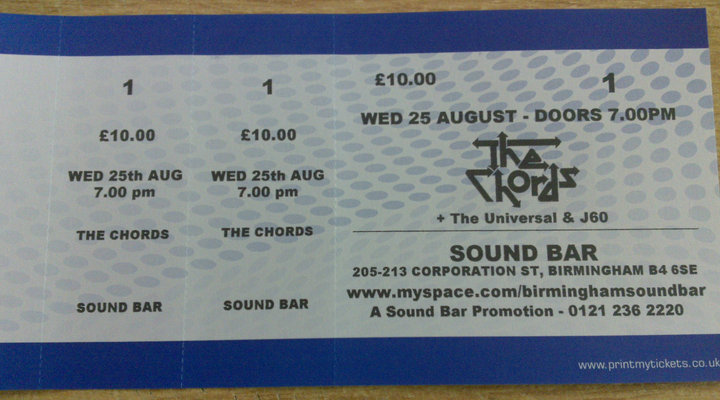 1
£10.00
WED 25th AUG
7.00 pm
THE CHORDS
SOUND BAR
1
£10.00
WED 25th AUG
7.00 pm
THE CHORDS
SOUND BAR
£10.00 1
WED 25 AUGUST - DOORS 7.00PM
The
Chords
+ The Universal & J60
SOUND BAR
205-213 CORPORATION ST, BIRMINGHAM B4 6SE
www.myspace.com/birminghamsoundbar
A Sound Bar Promotion - 0121 236 2220
www.printmytickets.co.uk